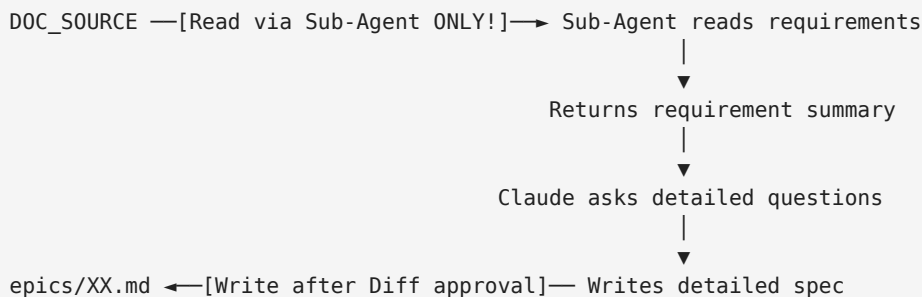 DOC_SOURCE ──[Read via Sub-Agent ONLY!]──► Sub-Agent reads requirements
│
▼
Returns requirement summary
│
▼
Claude asks detailed questions
│
▼
epics/XX.md ◄──[Write after Diff approval]── Writes detailed spec